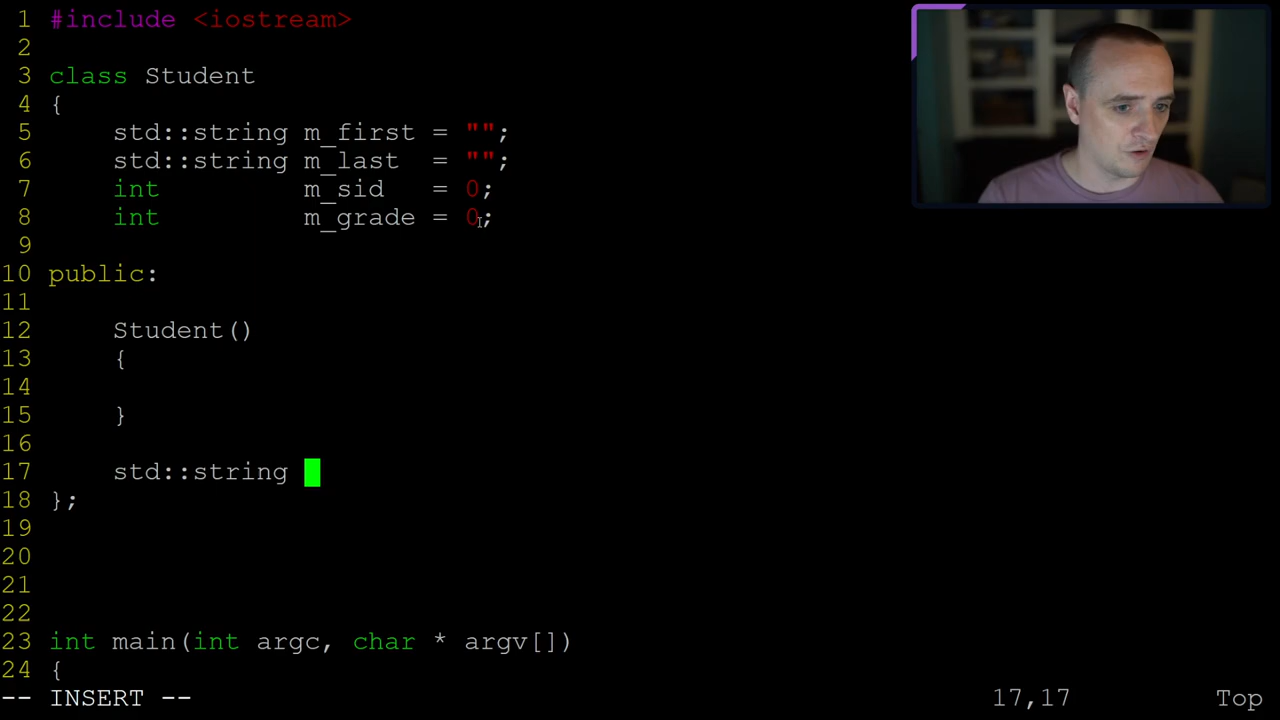 1 #include <iostream>
2
3 class Student
4 {
5     std::string m_first = "";
6     std::string m_last  = "";
7     int         m_sid   = 0;
8     int         m_grade = 0;
9
10 public:
11
12     Student()
13     {
14
15     }
16
17     std::string
18 };
19
20
21
22
23 int main(int argc, char * argv[])
24 {
-- INSERT --                    17,17         Top